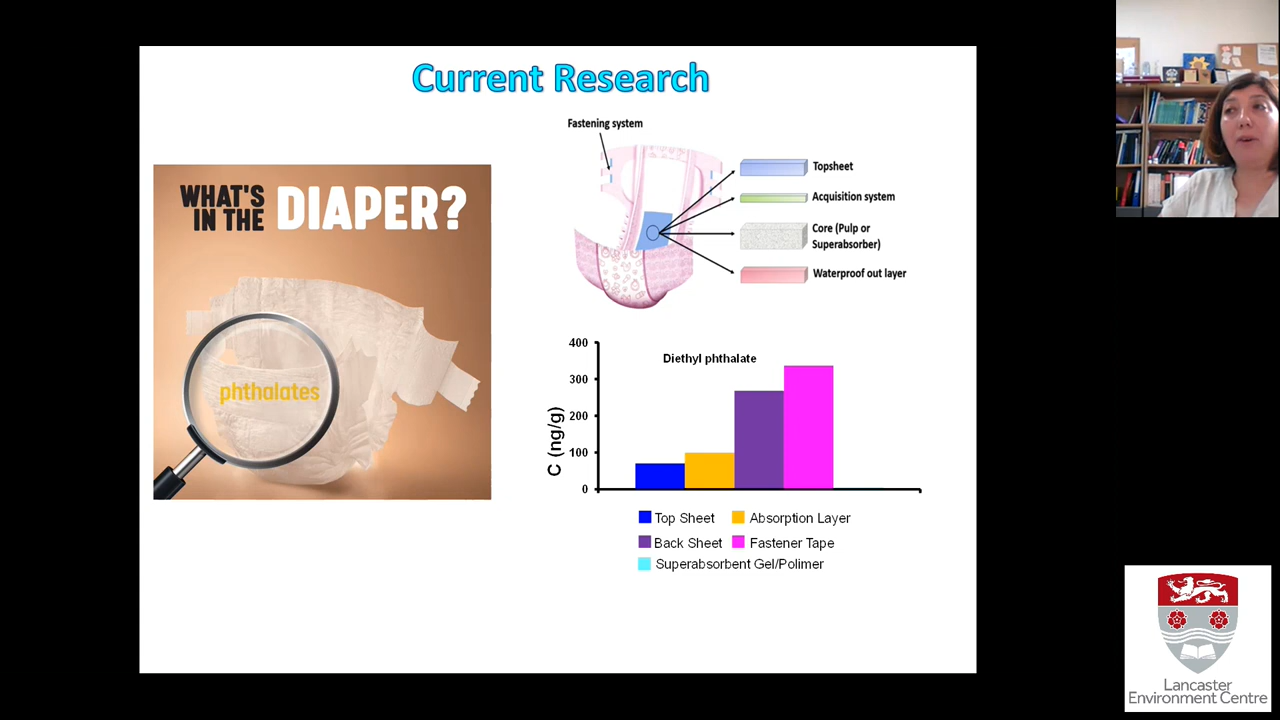 Current Research
WHAT'S
IN THE
DIAPER?
phthalates
Fastening system
Topsheet
Acquisition system
Core (Pulp or
Superabsorber)
Waterproof out layer
Diethyl phthalate
C (ng/g)
400
300
200
100
0
Top Sheet
Absorption Layer
Back Sheet
Fastener Tape
Superabsorbent Gel/Polimer
Lancaster
Environment Centre